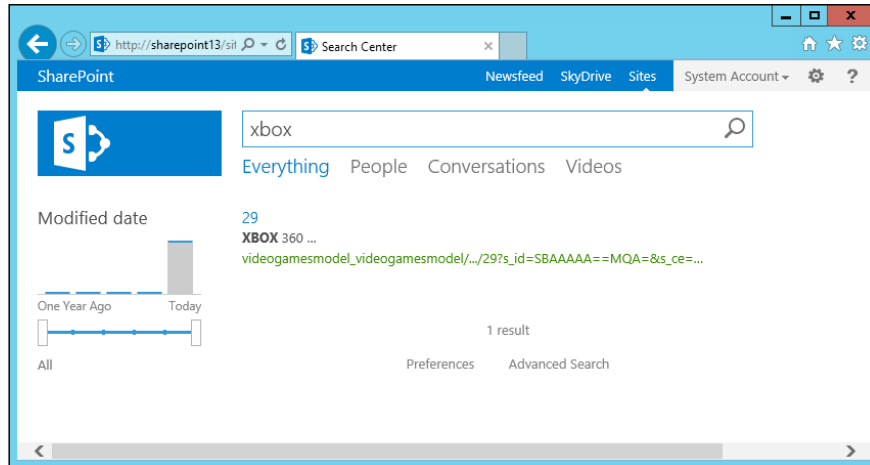 http://sharepoint13/sit
Search Center
SharePoint
Newsfeed SkyDrive Sites System Account ?
S
xbox
Everything People Conversations Videos
Modified date
29
XBOX 360 ...
videogamesmodel_videogamesmodel/.../29?s_id=SBAAAAA==MQA=&s_ce=...
One Year Ago Today
1 result
All
Preferences Advanced Search